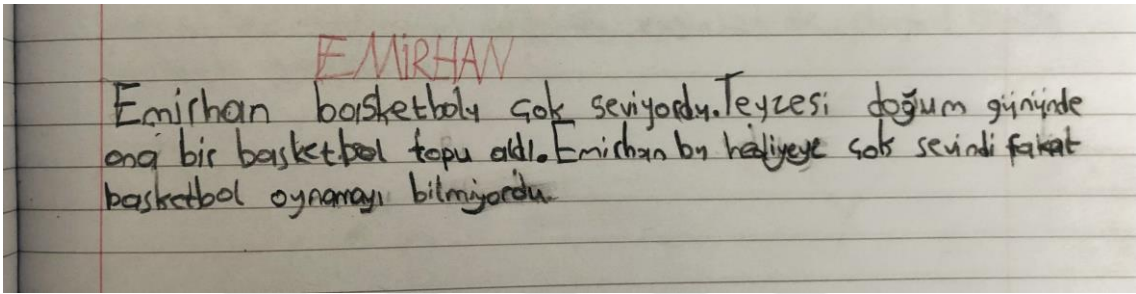 EMİRHAN
Emirhan basketbolu çok seviyordu. Teyzesi doğum gününde
ona bir basketbol topu aldı. Emirhan bu hediyeye çok sevindi fakat
basketbol oynamayı bilmiyordu.